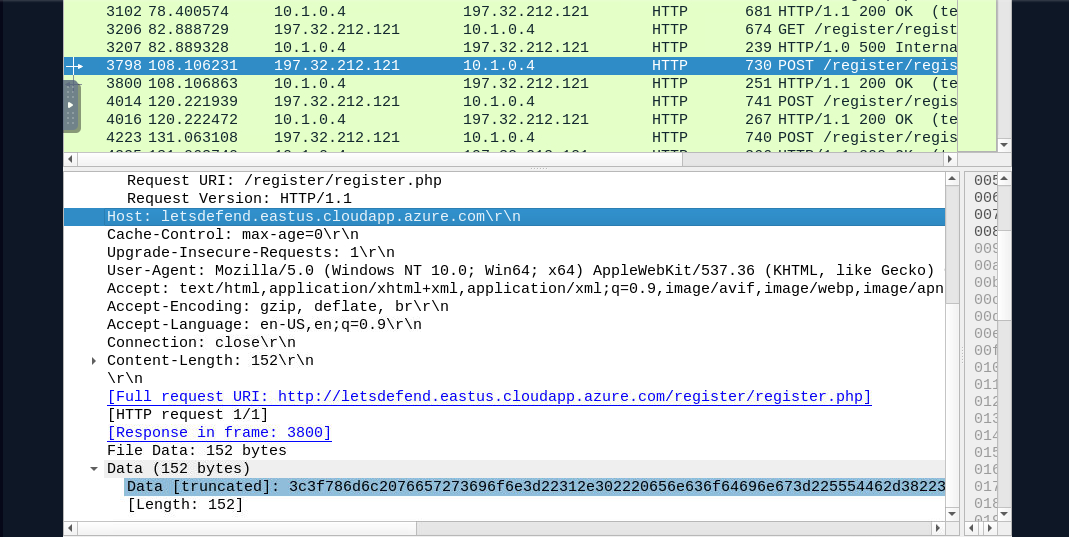 3102 78.400574 10.1.0.4 197.32.212.121 HTTP 681 HTTP/1.1 200 OK (te
3206 82.888729 197.32.212.121 10.1.0.4 HTTP 674 GET /register/regist
3207 82.889328 10.1.0.4 197.32.212.121 HTTP 239 HTTP/1.0 500 Interna
3798 108.106231 197.32.212.121 10.1.0.4 HTTP 730 POST /register/regis
3800 108.106863 10.1.0.4 197.32.212.121 HTTP 251 HTTP/1.1 200 OK (te
4014 120.221939 197.32.212.121 10.1.0.4 HTTP 741 POST /register/regis
4016 120.222472 10.1.0.4 197.32.212.121 HTTP 267 HTTP/1.1 200 OK (te
4223 131.063108 197.32.212.121 10.1.0.4 HTTP 740 POST /register/regis
Request URI: /register/register.php
Request Version: HTTP/1.1
Host: letsdefend.eastus.cloudapp.azure.com\r\n
Cache-Control: max-age=0\r\n
Upgrade-Insecure-Requests: 1\r\n
User-Agent: Mozilla/5.0 (Windows NT 10.0; Win64; x64) AppleWebKit/537.36 (KHTML, like Gecko)
Accept: text/html,application/xhtml+xml,application/xml;q=0.9,image/avif,image/webp,image/apn
Accept-Encoding: gzip, deflate, br\r\n
Accept-Language: en-US,en;q=0.9\r\n
Connection: close\r\n
Content-Length: 152\r\n
\r\n
[Full request URI: http://letsdefend.eastus.cloudapp.azure.com/register/register.php]
[HTTP request 1/1]
[Response in frame: 3800]
File Data: 152 bytes
Data (152 bytes)
Data [truncated]: 3c3f786d6c2076657273696f6e3d22312e302220656e636f64696e673d225554462d38223
[Length: 152]
005
006
007
008
009
00a
00b
00c
00d
00e
00f
010
011
012
013
014
015
016
017
018